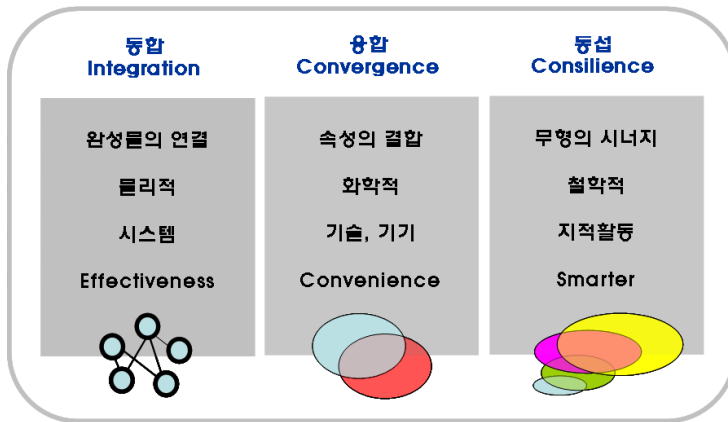 통합
Integration
완성물의 연결
물리적
시스템
Effectiveness
융합
Convergence
속성의 결합
화학적
기술, 기기
Convenience
통섭
Consilience
무형의 시너지
철학적
지적활동
Smarter